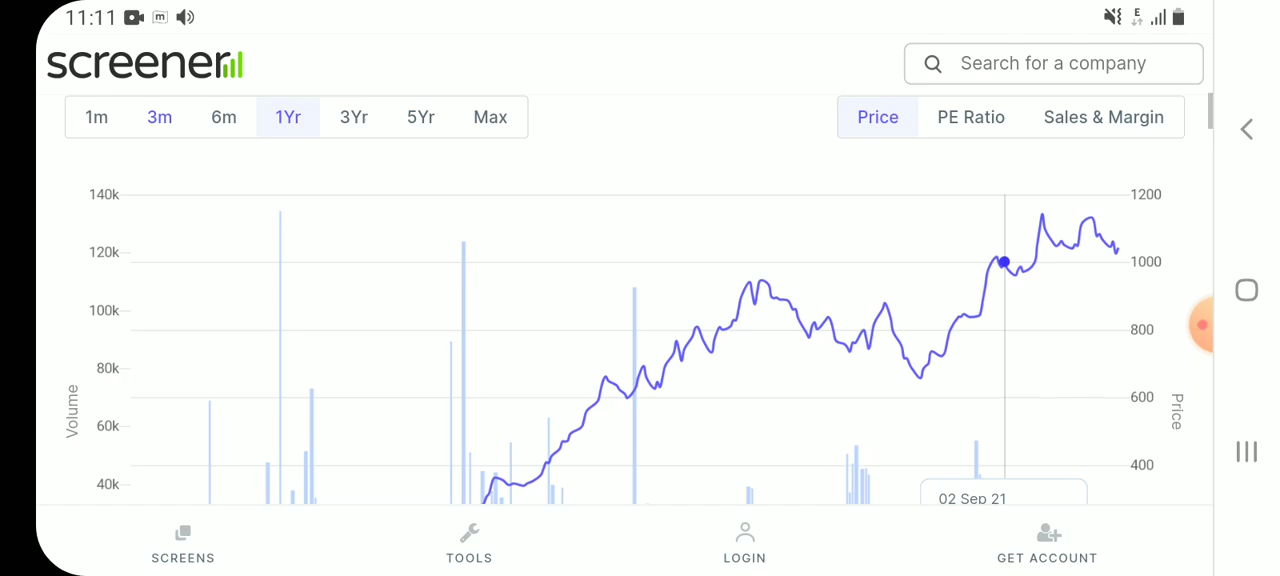 11:11 m E
screener
Search for a company
1m 3m 6m 1Yr 3Yr 5Yr Max
Price PE Ratio Sales & Margin
140k 1200
120k 1000
100k 800
80k 600
60k 400
40k
Volume
Price
02 Sep 21
SCREENS TOOLS LOGIN GET ACCOUNT